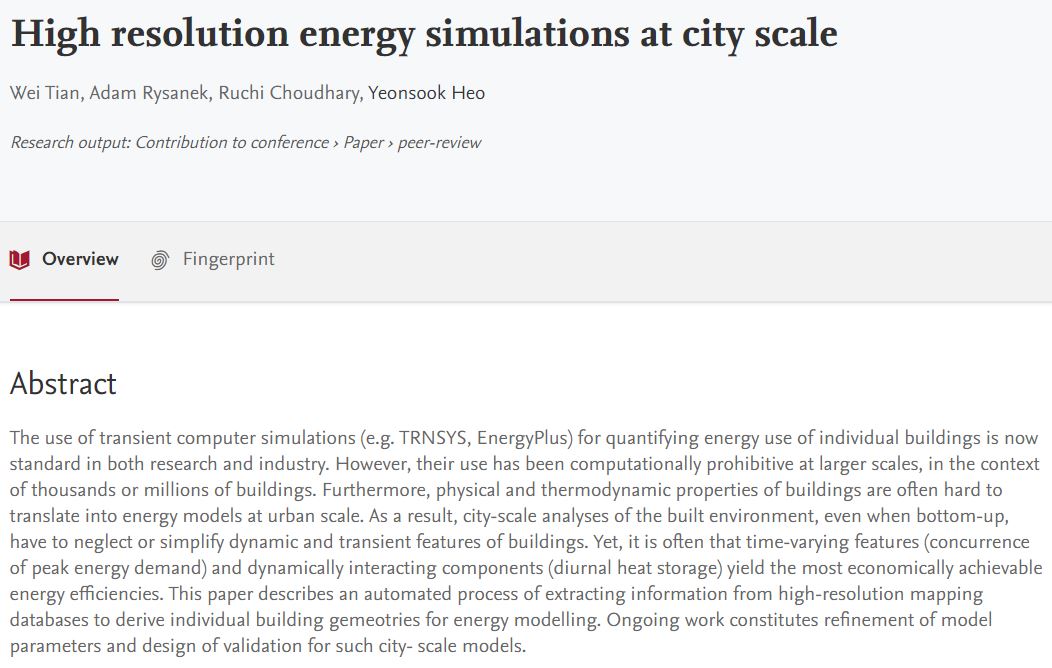 High resolution energy simulations at city scale
Wei Tian, Adam Rysanek, Ruchi Choudhary, Yeonsook Heo
Research output: Contribution to conference › Paper › peer-review
Overview
Fingerprint
Abstract
The use of transient computer simulations (e.g. TRNSYS, EnergyPlus) for quantifying energy use of individual buildings is now
standard in both research and industry. However, their use has been computationally prohibitive at larger scales, in the context
of thousands or millions of buildings. Furthermore, physical and thermodynamic properties of buildings are often hard to
translate into energy models at urban scale. As a result, city-scale analyses of the built environment, even when bottom-up,
have to neglect or simplify dynamic and transient features of buildings. Yet, it is often that time-varying features (concurrence
of peak energy demand) and dynamically interacting components (diurnal heat storage) yield the most economically achievable
energy efficiencies. This paper describes an automated process of extracting information from high-resolution mapping
databases to derive individual building gemeotries for energy modelling. Ongoing work constitutes refinement of model
parameters and design of validation for such city- scale models.